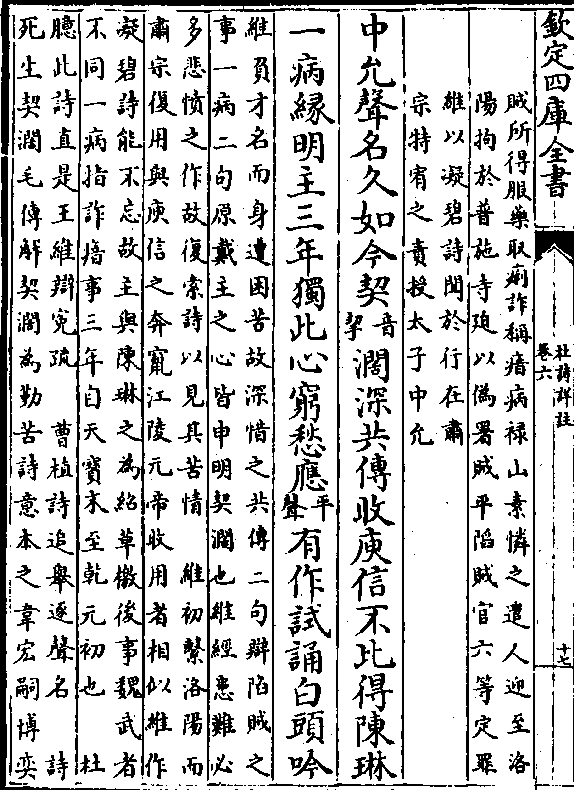 欽定四庫全書
杜詩詳註
卷六
十七
賊所得服藥取痢詐稱瘖病祿山素憐之遣人迎至洛
陽拘於普施寺迫以偽署賊平陷賊官六等定罪
維以凝碧詩聞於行在肅
宗特宥之責授太子中允
中允聲名久如今契音挈濶深共傳收庾信不比得陳琳
一病緣明主三年獨此心窮愁應平聲有作試誦白頭吟
維負才名而身遭困苦故深惜之共傳二句辯陷賊之
事一病二句原戴主之心皆申明契濶也維經患難必
多悲憤之作故復索詩以見其苦情 維初繫洛陽而
肅宗復用與庾信之奔竄江陵元帝收用者相似維作
凝碧詩能不忘故主與陳琳之為紹草檄後事魏武者
不同一病指詐瘖事三年自天寶末至乾元初也 杜
臆此詩直是王維辯冤疏 曹植詩追舉逐聲名 詩
死生契濶毛傳解契濶為勤苦詩意本之韋宏嗣博奕